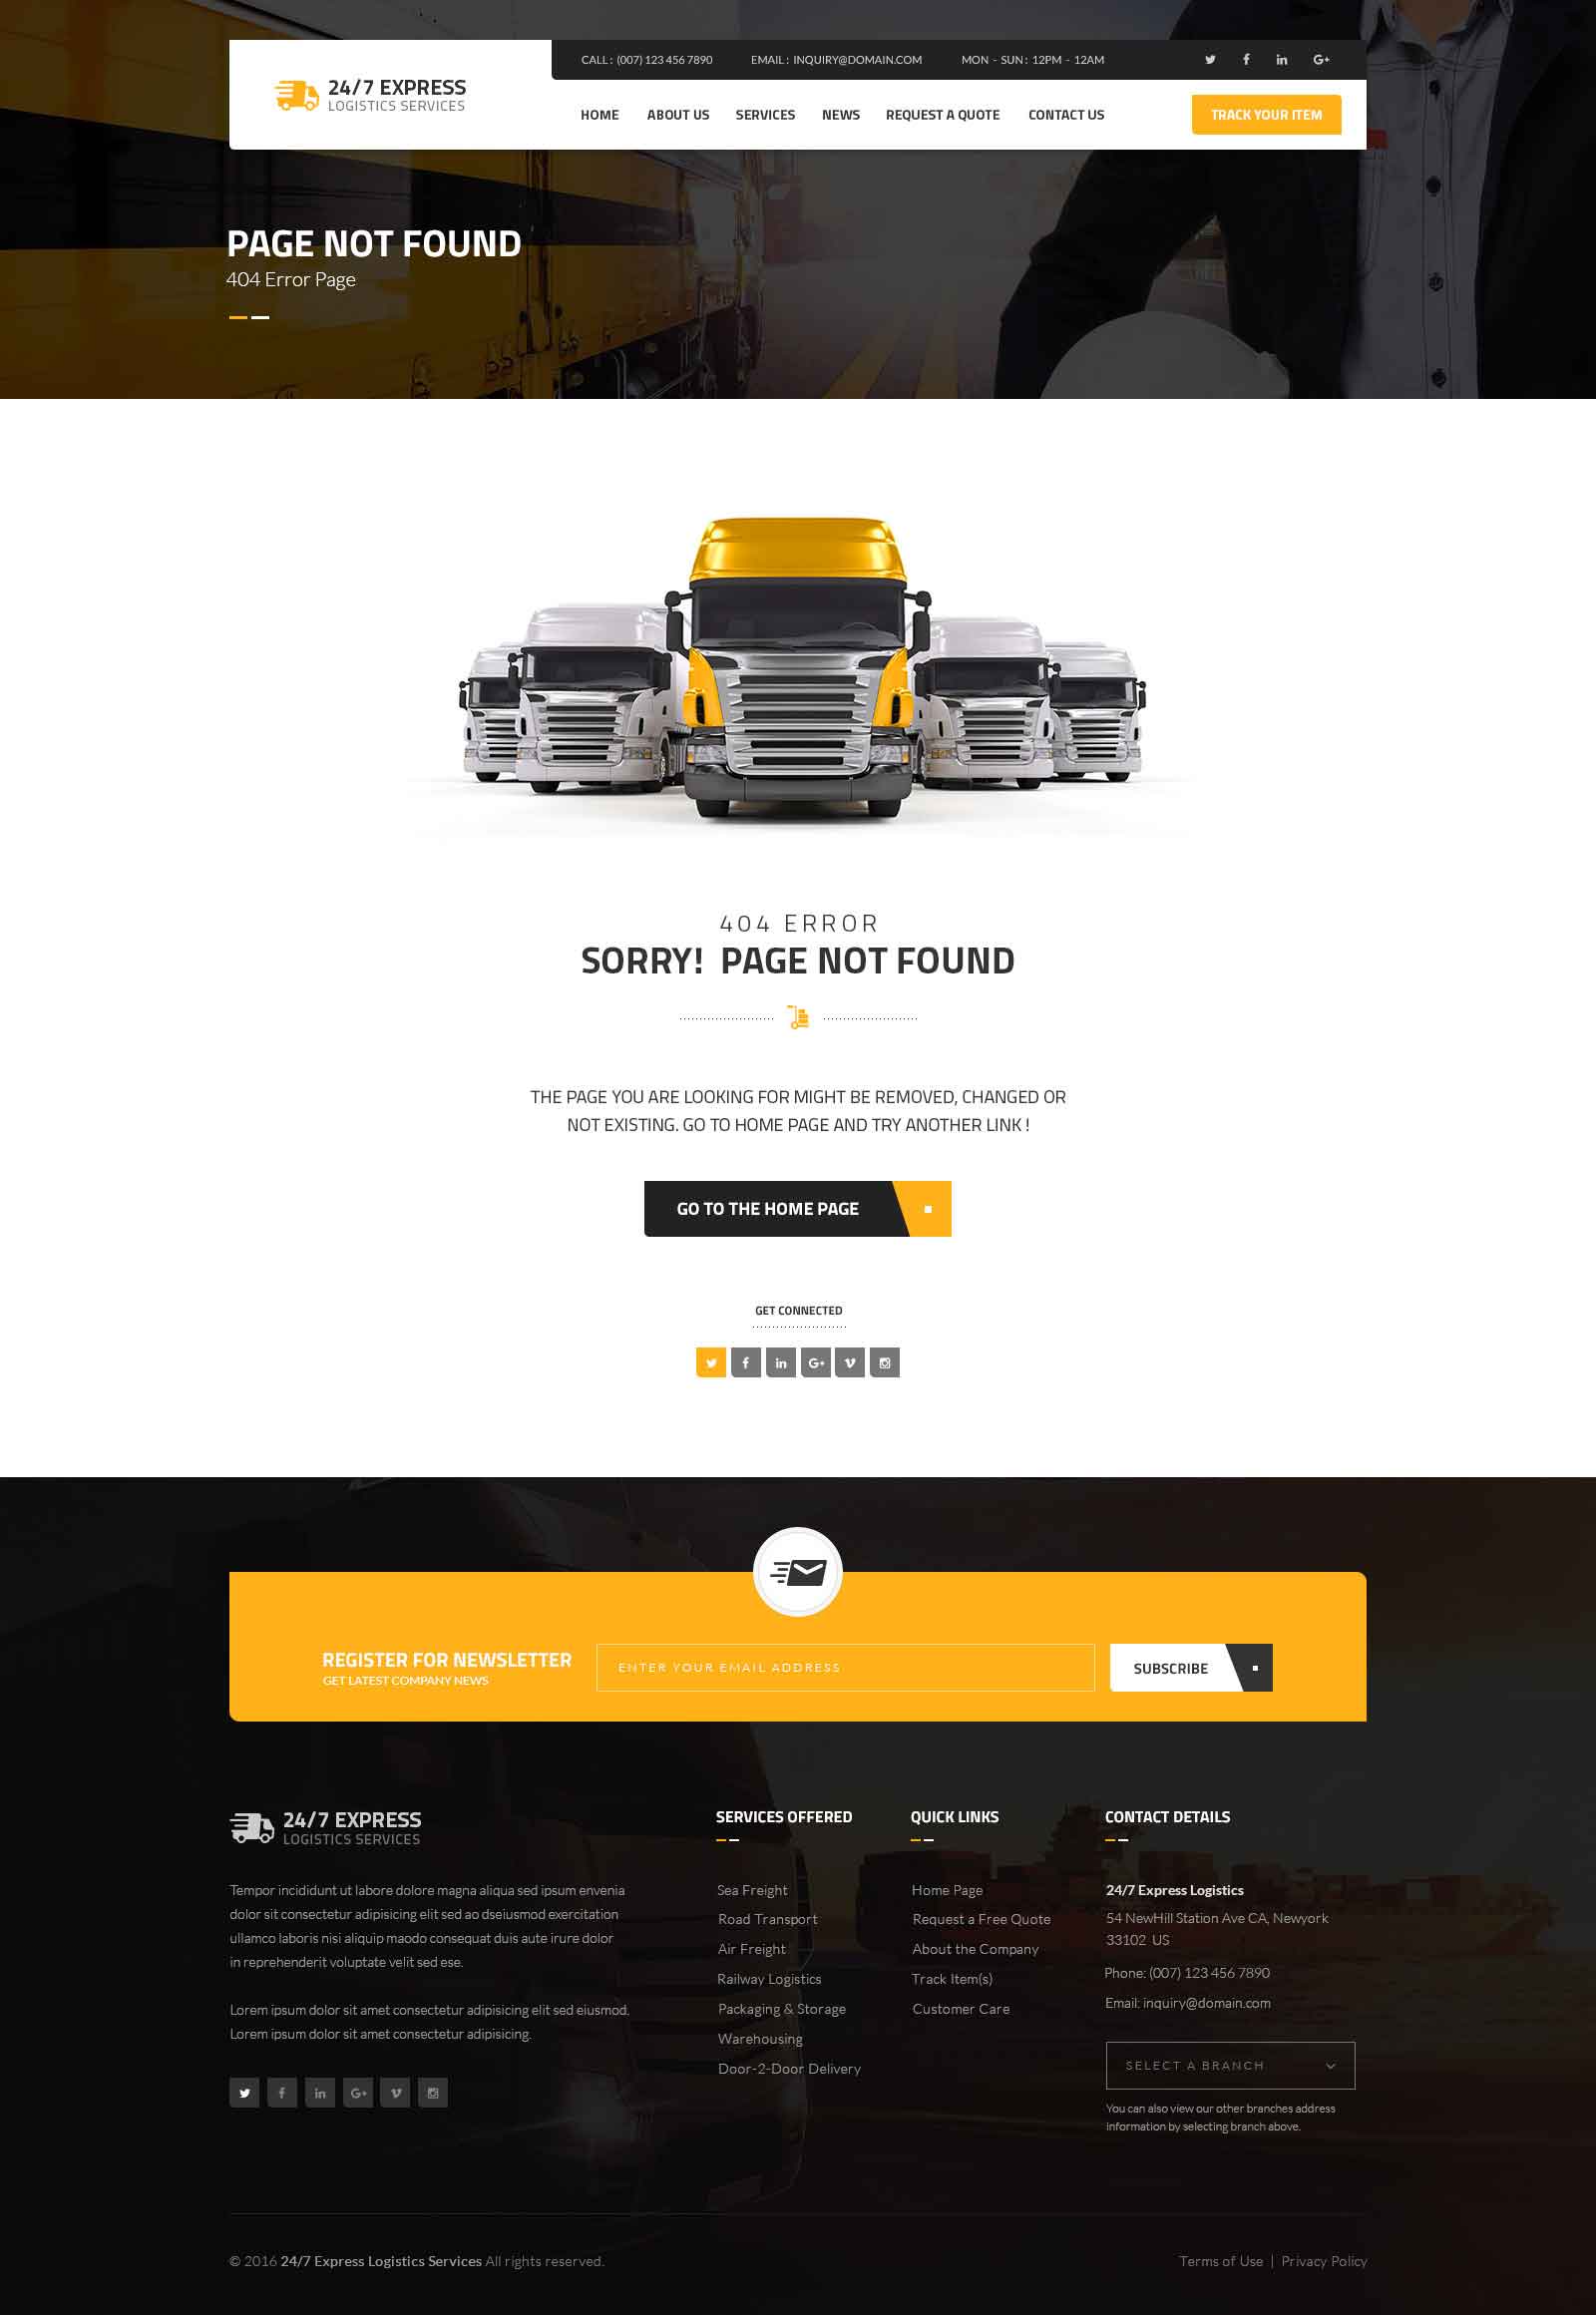 24/7 EXPRESS
LOGISTICS SERVICES
CALL : (007) 123 456 7890
EMAIL : INQUIRY@DOMAIN.COM
MON - SUN : 12PM - 12AM
HOME
ABOUT US
SERVICES
NEWS
REQUEST A QUOTE
CONTACT US
TRACK YOUR ITEM
PAGE NOT FOUND
404 Error Page
404 ERROR
SORRY! PAGE NOT FOUND
THE PAGE YOU ARE LOOKING FOR MIGHT BE REMOVED, CHANGED OR
NOT EXISTING. GO TO HOME PAGE AND TRY ANOTHER LINK !
GO TO THE HOME PAGE
GET CONNECTED
REGISTER FOR NEWSLETTER
GET LATEST COMPANY NEWS
ENTER YOUR EMAIL ADDRESS
SUBSCRIBE
24/7 EXPRESS
LOGISTICS SERVICES
Tempor incididunt ut labore dolore magna aliqua sed ipsum envenia
dolor sit consectetur adipisicing elit sed ao dseiusmod exercitation
ullamco laboris nisi aliquip maodo consequat duis aute irure dolor
in reprehenderit voluptate velit sed ese.
Lorem ipsum dolor sit amet consectetur adipisicing elit sed eiusmod.
Lorem ipsum dolor sit amet consectetur adipisicing.
SERVICES OFFERED
Sea Freight
Road Transport
Air Freight
Railway Logistics
Packaging & Storage
Warehousing
Door-2-Door Delivery
QUICK LINKS
Home Page
Request a Free Quote
About the Company
Track Item(s)
Customer Care
CONTACT DETAILS
24/7 Express Logistics
54 NewHill Station Ave CA, Newyork
33102 US
Phone: (007) 123 456 7890
Email: inquiry@domain.com
SELECT A BRANCH
You can also view our other branches address
information by selecting branch above.
© 2016 24/7 Express Logistics Services All rights reserved.
Terms of Use | Privacy Policy